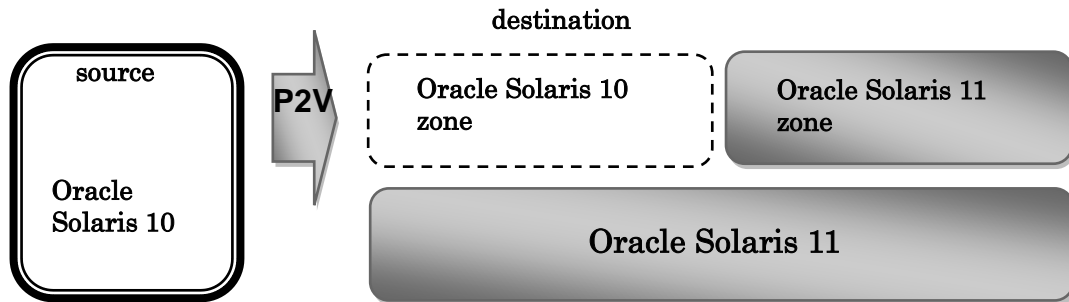 destination
source
P2V
Oracle Solaris 10
zone
Oracle Solaris 11
zone
Oracle
Solaris 10
Oracle Solaris 11